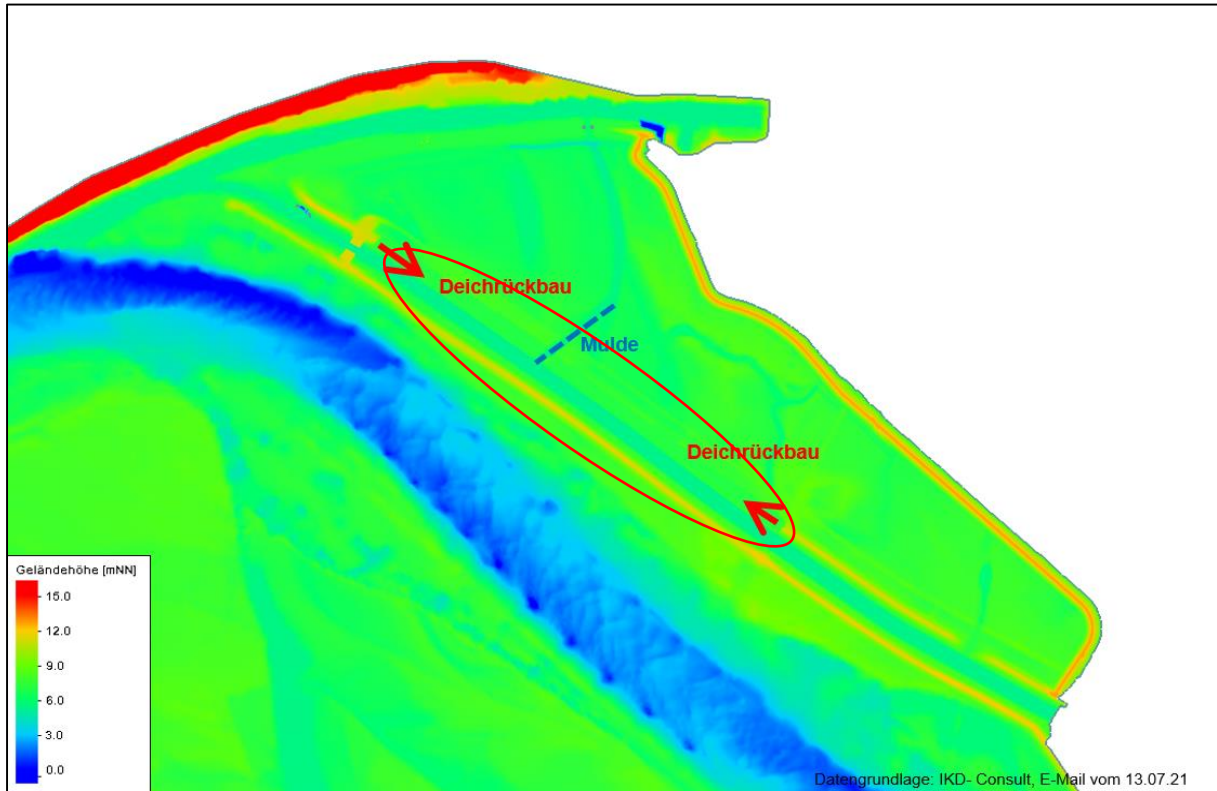 Deichrückbau
Mulde
Deichrückbau
Geländehöhe [mNN]
15.0
12.0
9.0
6.0
3.0
0.0
Datengrundlage: IKD- Consult, E-Mail vom 13.07.21